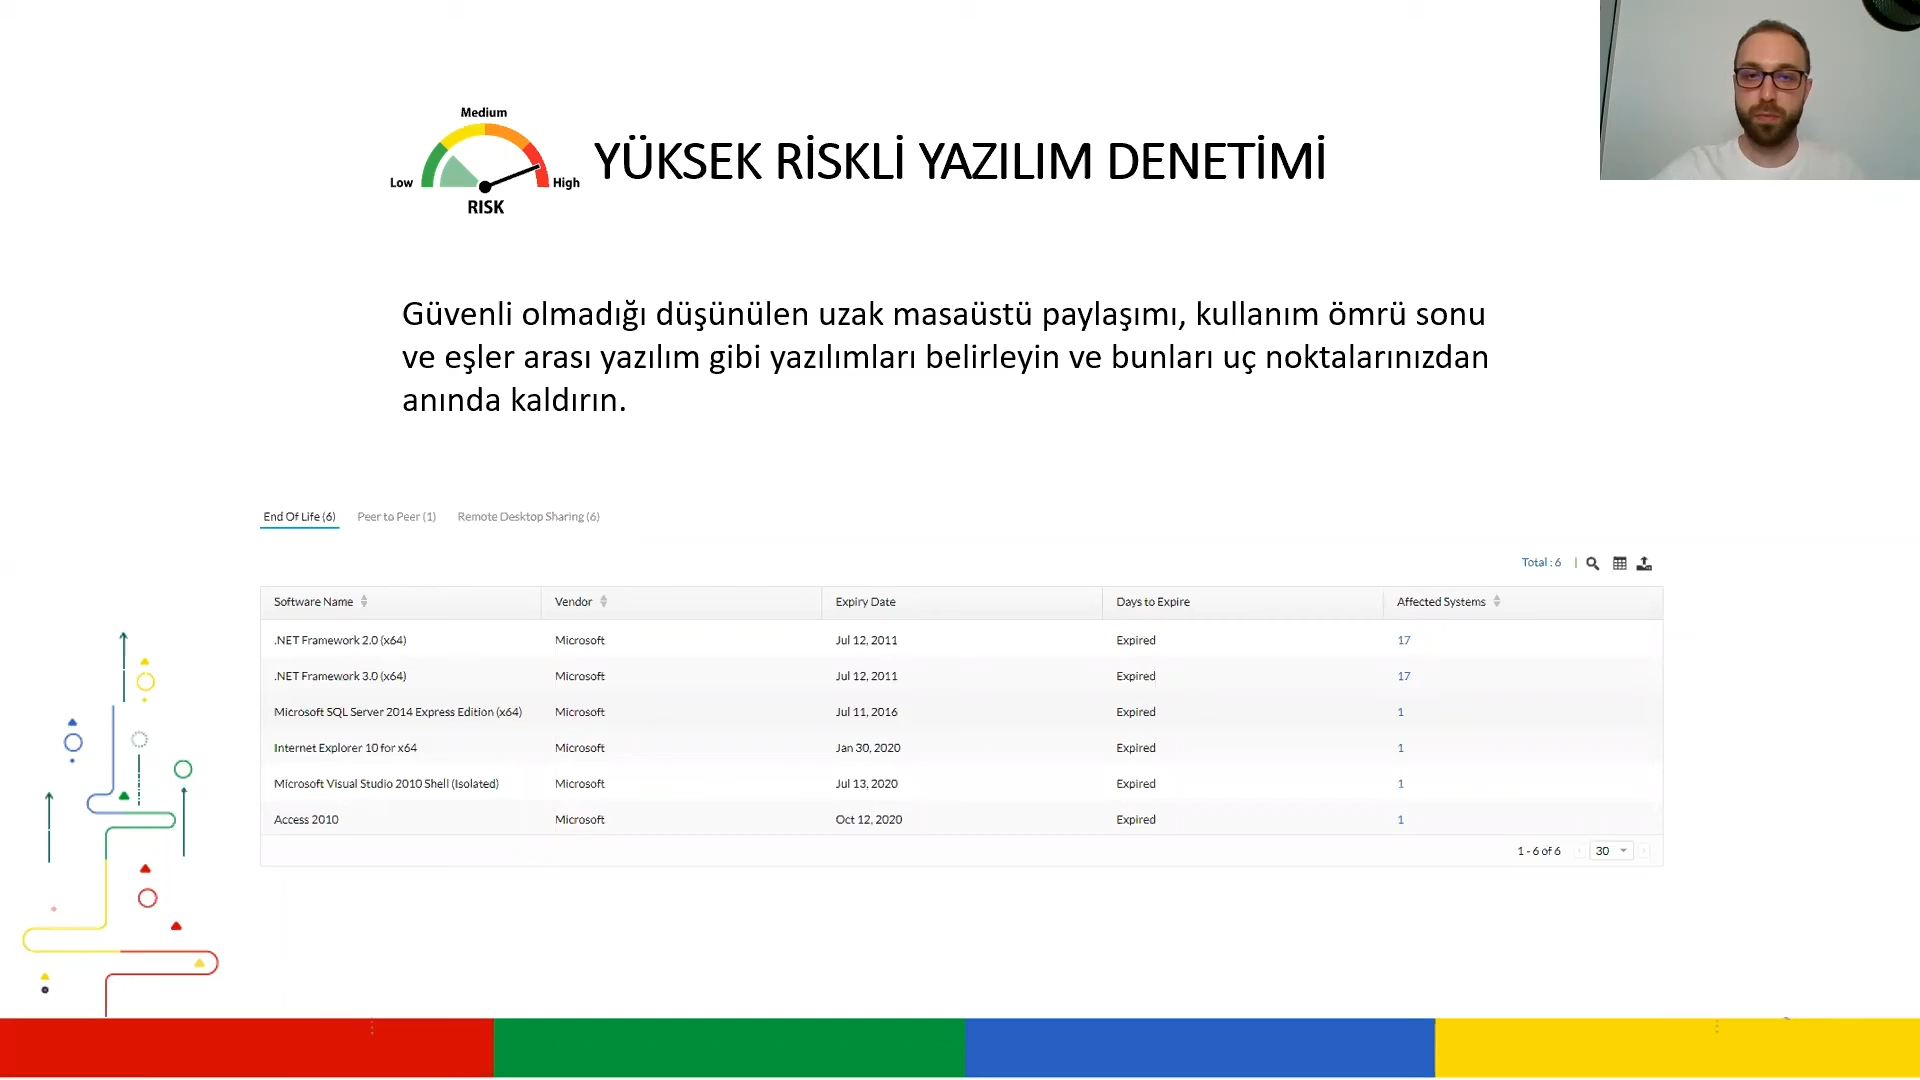 Medium
Low
High
RISK
YÜKSEK RİSKLİ YAZILIM DENETİMİ
Güvenli olmadığı düşünülen uzak masaüstü paylaşımı, kullanım ömrü sonu
ve eşler arası yazılım gibi yazılımları belirleyin ve bunları uç noktalarınızdan
anında kaldırın.
End Of Life (6) Peer to Peer (1) Remote Desktop Sharing (6)
Total : 6
Software Name Vendor Expiry Date Days to Expire Affected Systems
.NET Framework 2.0 (x64) Microsoft Jul 12, 2011 Expired 17
.NET Framework 3.0 (x64) Microsoft Jul 12, 2011 Expired 17
Microsoft SQL Server 2014 Express Edition (x64) Microsoft Jul 11, 2016 Expired 1
Internet Explorer 10 for x64 Microsoft Jan 30, 2020 Expired 1
Microsoft Visual Studio 2010 Shell (Isolated) Microsoft Jul 13, 2020 Expired 1
Access 2010 Microsoft Oct 12, 2020 Expired 1
1 - 6 of 6 30